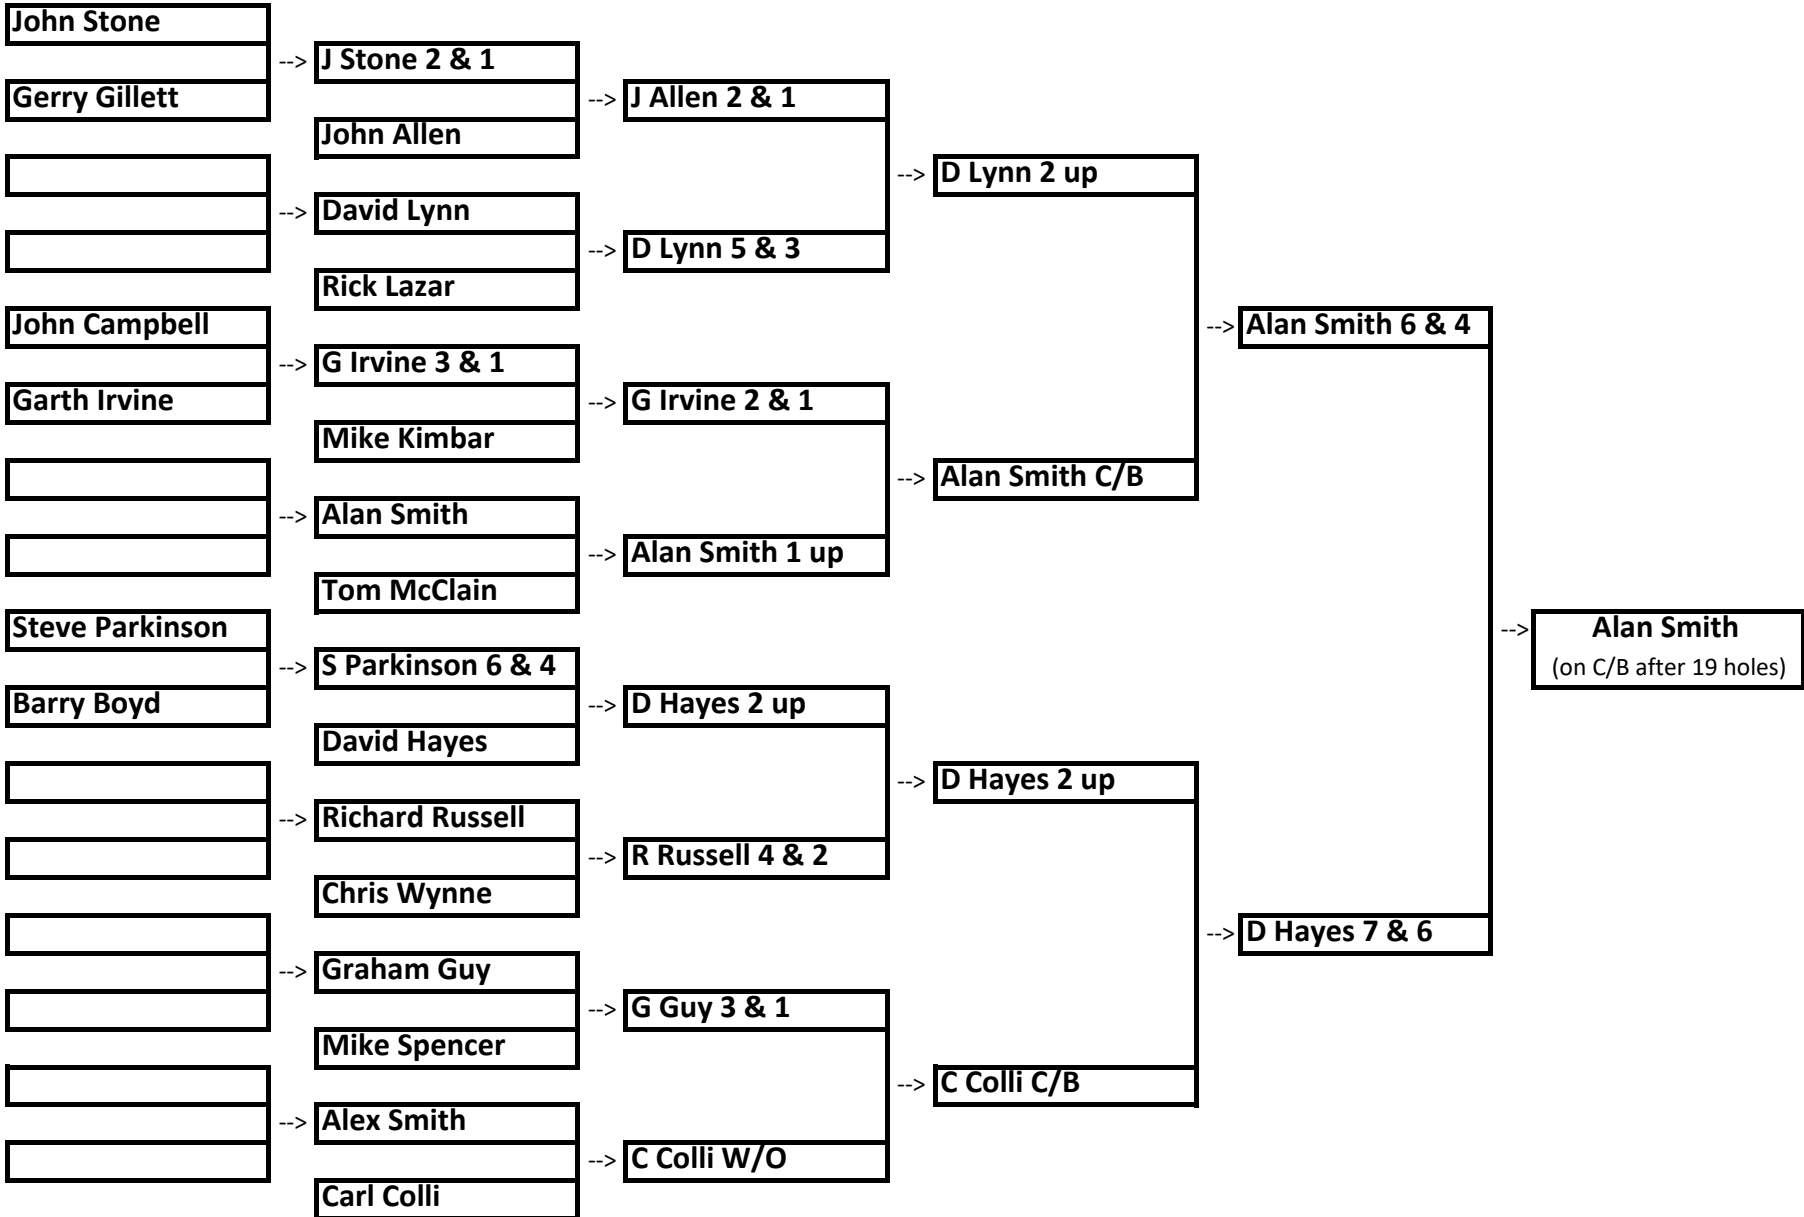 John Stone
--> J Stone 2 & 1
Gerry Gillett
--> J Allen 2 & 1
John Allen
--> D Lynn 2 up
--> David Lynn
--> D Lynn 5 & 3
Rick Lazar
John Campbell
--> Alan Smith 6 & 4
--> G Irvine 3 & 1
Garth Irvine
--> G Irvine 2 & 1
Mike Kimbar
--> Alan Smith C/B
--> Alan Smith
--> Alan Smith 1 up
Tom McClain
Steve Parkinson
--> Alan Smith
(on C/B after 19 holes)
--> S Parkinson 6 & 4
Barry Boyd
--> D Hayes 2 up
David Hayes
--> D Hayes 2 up
--> Richard Russell
--> R Russell 4 & 2
Chris Wynne
--> D Hayes 7 & 6
--> Graham Guy
--> G Guy 3 & 1
Mike Spencer
--> C Colli C/B
--> Alex Smith
--> C Colli W/O
Carl Colli